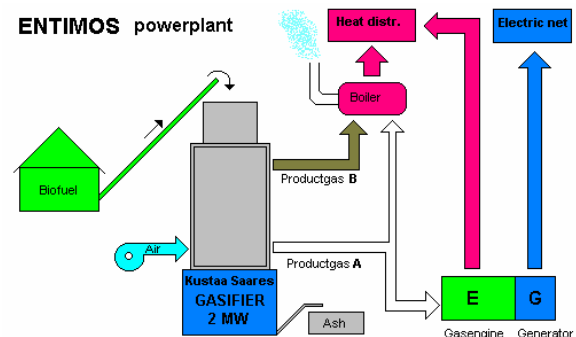 ENTIMOS powerplant
Heat distr.
Electric net
Boiler
Biofuel
Productgas B
Air
Productgas A
Kustaa Saares
GASIFIER
2 MW
Ash
E
G
Gasengine
Generator